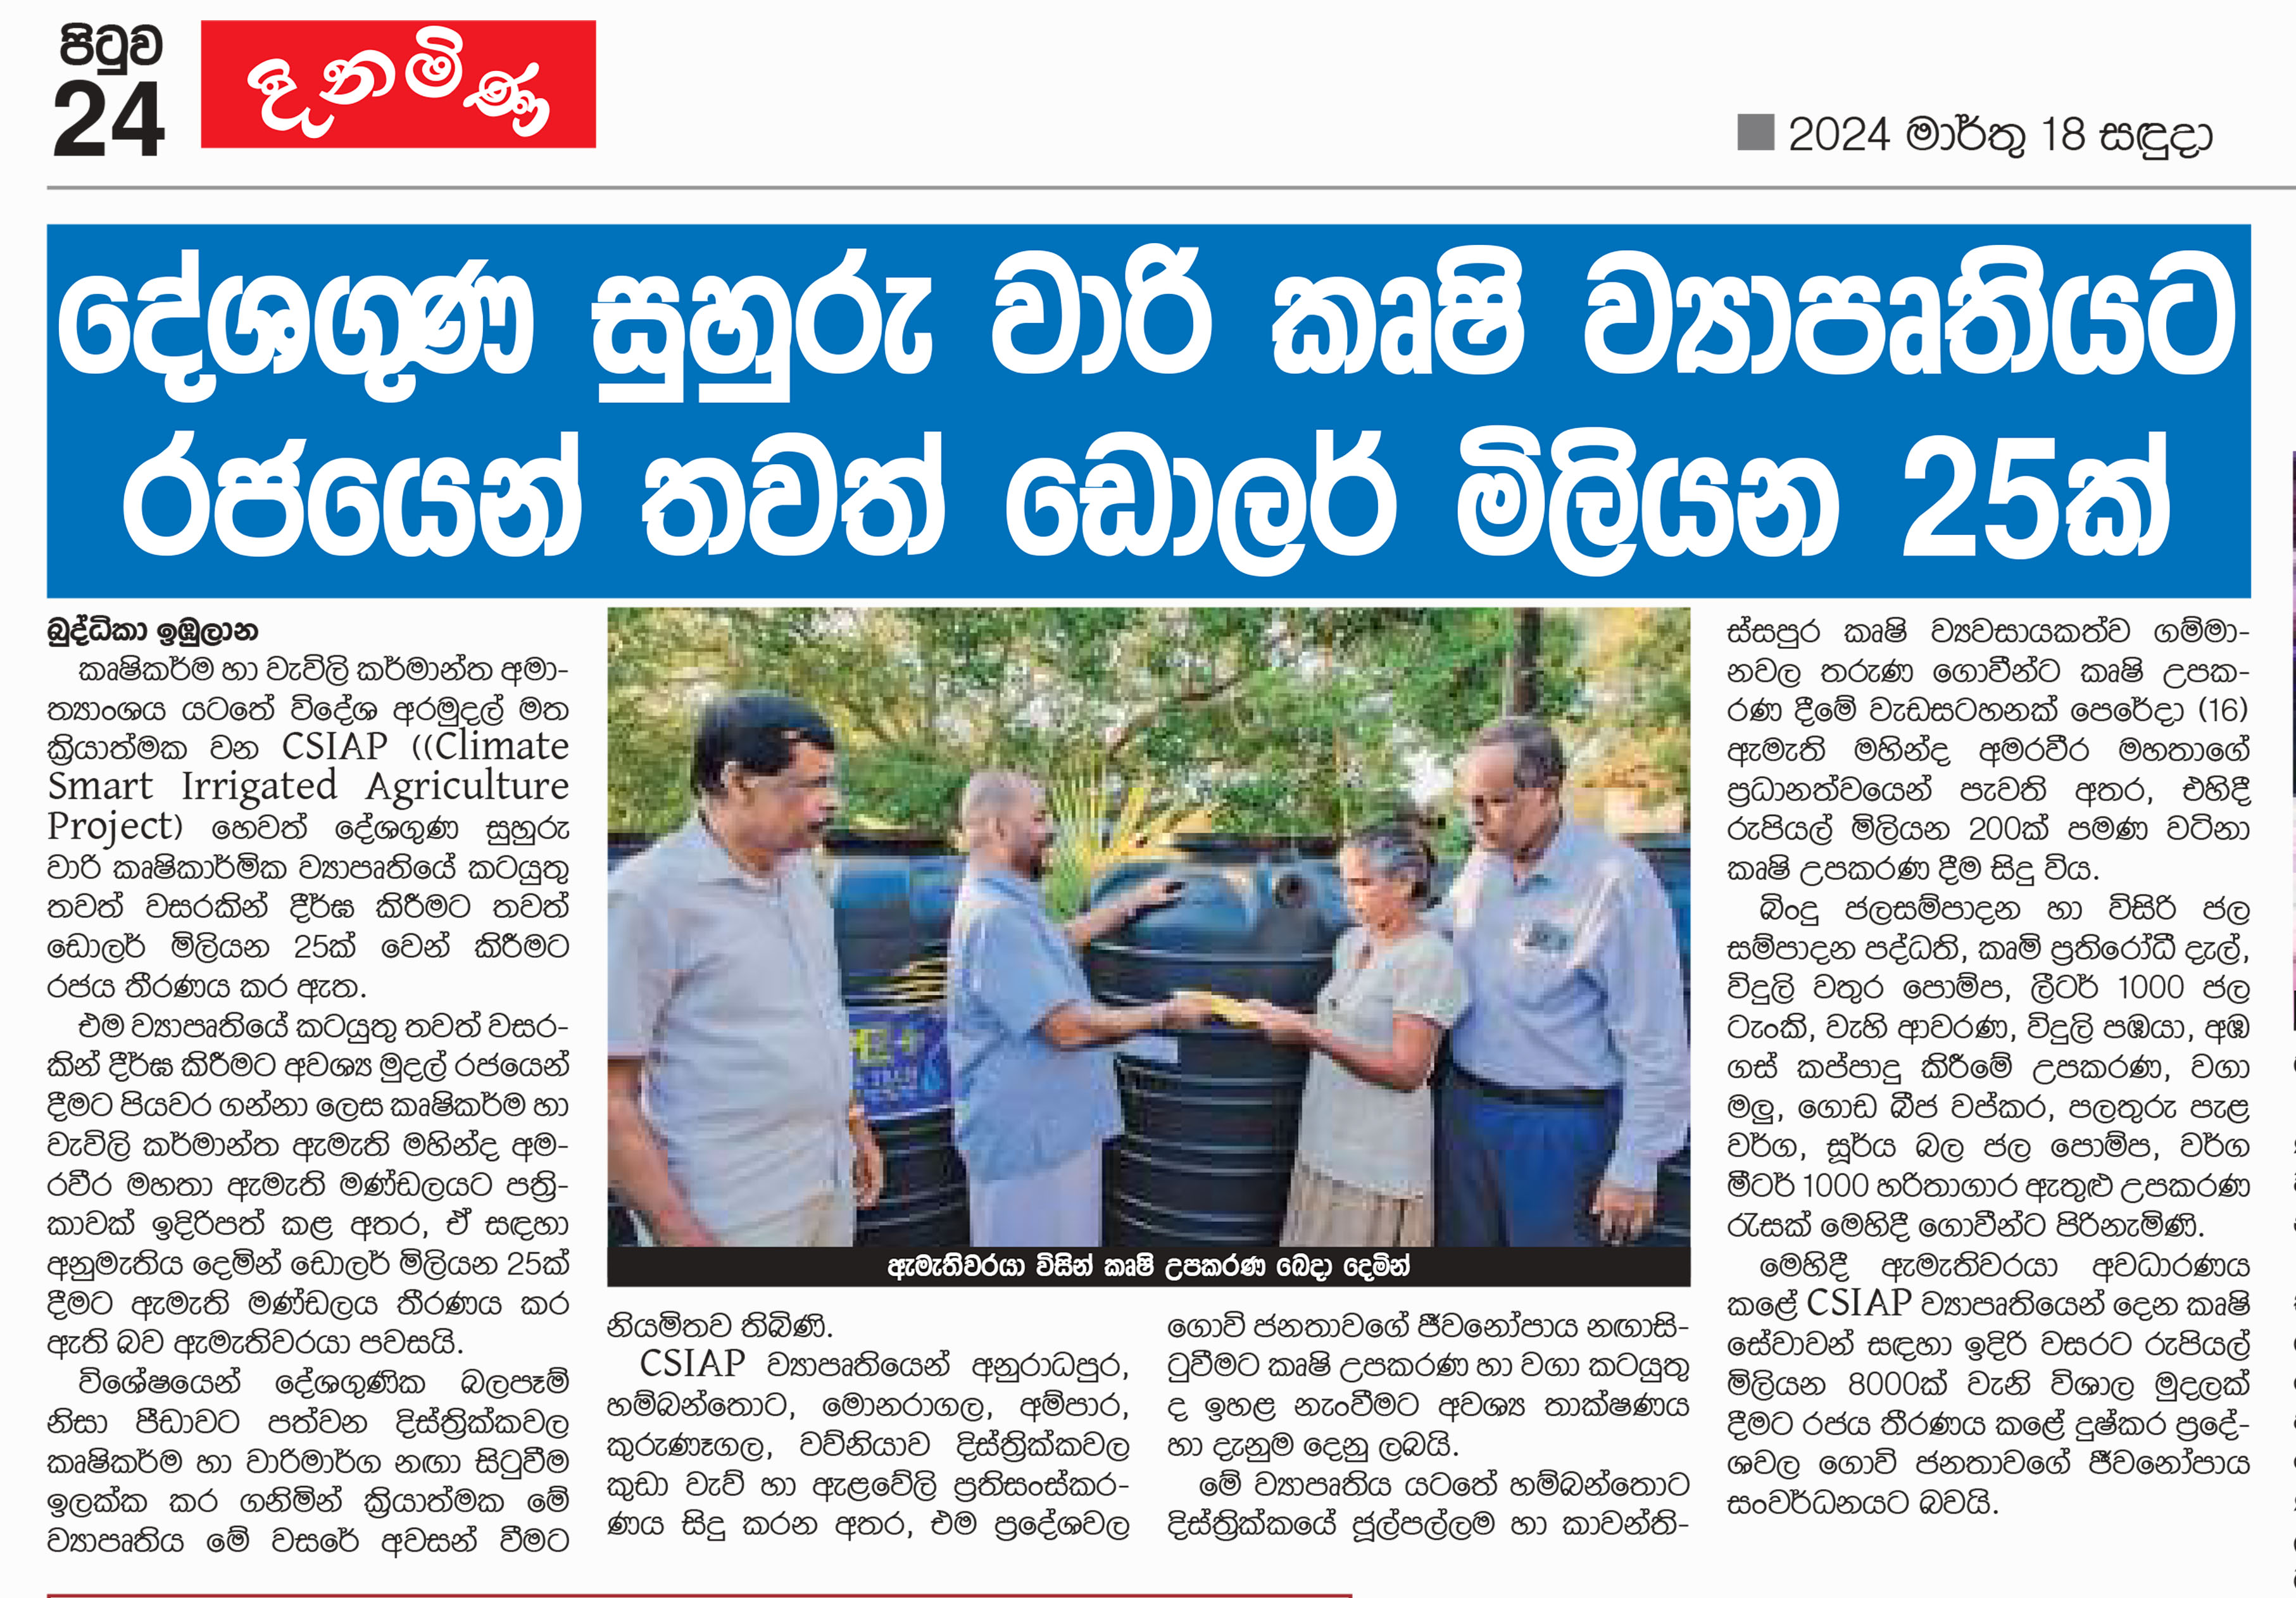 පිටුව
24
දිනමිණ
2024 මාර්තු 18 සඳුදා
දේශගුණ සුහුරු වාරි කෘෂි ව්‍යාපෘතියට
රජයෙන් තවත් ඩොලර් මිලියන 25ක්
බුද්ධිකා ඉඹුලාන
කෘෂිකර්ම හා වැවිලි කර්මාන්ත අමා-
ත්‍යාංශය යටතේ විදේශ අරමුදල් මත
ක්‍රියාත්මක වන CSIAP ((Climate
Smart Irrigated Agriculture
Project) හෙවත් දේශගුණ සුහුරු
වාරි කෘෂිකාර්මික ව්‍යාපෘතියේ කටයුතු
තවත් වසරකින් දීර්ඝ කිරීමට තවත්
ඩොලර් මිලියන 25ක් වෙන් කිරීමට
රජය තීරණය කර ඇත.
එම ව්‍යාපෘතියේ කටයුතු තවත් වසර-
කින් දීර්ඝ කිරීමට අවශ්‍ය මුදල් රජයෙන්
දීමට පියවර ගන්නා ලෙස කෘෂිකර්ම හා
වැවිලි කර්මාන්ත ඇමැති මහින්ද අම-
රවීර මහතා ඇමැති මණ්ඩලයට පත්‍රි-
කාවක් ඉදිරිපත් කළ අතර, ඒ සඳහා
අනුමැතිය දෙමින් ඩොලර් මිලියන 25ක්
දීමට ඇමැති මණ්ඩලය තීරණය කර
ඇති බව ඇමැතිවරයා පවසයි.
විශේෂයෙන් දේශගුණික බලපෑම්
නිසා පීඩාවට පත්වන දිස්ත්‍රික්කවල
කෘෂිකර්ම හා වාරිමාර්ග නඟා සිටුවීම
ඉලක්ක කර ගනිමින් ක්‍රියාත්මක මේ
ව්‍යාපෘතිය මේ වසරේ අවසන් වීමට
ඇමැතිවරයා විසින් කෘෂි උපකරණ බෙදා දෙමින්
නියමිතව තිබිණි.
CSIAP ව්‍යාපෘතියෙන් අනුරාධපුර,
හම්බන්තොට, මොනරාගල, අම්පාර,
කුරුණෑගල, වව්නියාව දිස්ත්‍රික්කවල
කුඩා වැව් හා ඇළවේලි ප්‍රතිසංස්කර-
ණය සිදු කරන අතර, එම ප්‍රදේශවල
ගොවි ජනතාවගේ ජීවනෝපාය නඟාසි-
ටුවීමට කෘෂි උපකරණ හා වගා කටයුතු
ද ඉහළ නැංවීමට අවශ්‍ය තාක්ෂණය
හා දැනුම දෙනු ලබයි.
මේ ව්‍යාපෘතිය යටතේ හම්බන්තොට
දිස්ත්‍රික්කයේ ජූල්පල්ලම හා කාවන්ති-
ස්සපුර කෘෂි ව්‍යවසායකත්ව ගම්මා-
නවල තරුණ ගොවීන්ට කෘෂි උපක-
රණ දීමේ වැඩසටහනක් පෙරේදා (16)
ඇමැති මහින්ද අමරවීර මහතාගේ
ප්‍රධානත්වයෙන් පැවති අතර, එහිදී
රුපියල් මිලියන 200ක් පමණ වටිනා
කෘෂි උපකරණ දීම සිදු විය.
බිංදු ජලසම්පාදන හා විසිරි ජල
සම්පාදන පද්ධති, කෘමි ප්‍රතිරෝධී දැල්,
විදුලි වතුර පොම්ප, ලීටර් 1000 ජල
ටැංකි, වැහි ආවරණ, විදුලි පඹයා, අඹ
ගස් කප්පාදු කිරීමේ උපකරණ, වගා
මලු, ගොඩ බීජ වප්කර, පලතුරු පැළ
වර්ග, සූර්ය බල ජල පොම්ප, වර්ග
මීටර් 1000 හරිතාගාර ඇතුළු උපකරණ
රැසක් මෙහිදී ගොවීන්ට පිරිනැමිණි.
මෙහිදී ඇමැතිවරයා අවධාරණය
කළේ CSIAP ව්‍යාපෘතියෙන් දෙන කෘෂි
සේවාවන් සඳහා ඉදිරි වසරට රුපියල්
මිලියන 8000ක් වැනි විශාල මුදලක්
දීමට රජය තීරණය කළේ දුෂ්කර ප්‍රදේ-
ශවල ගොවි ජනතාවගේ ජීවනෝපාය
සංවර්ධනයට බවයි.